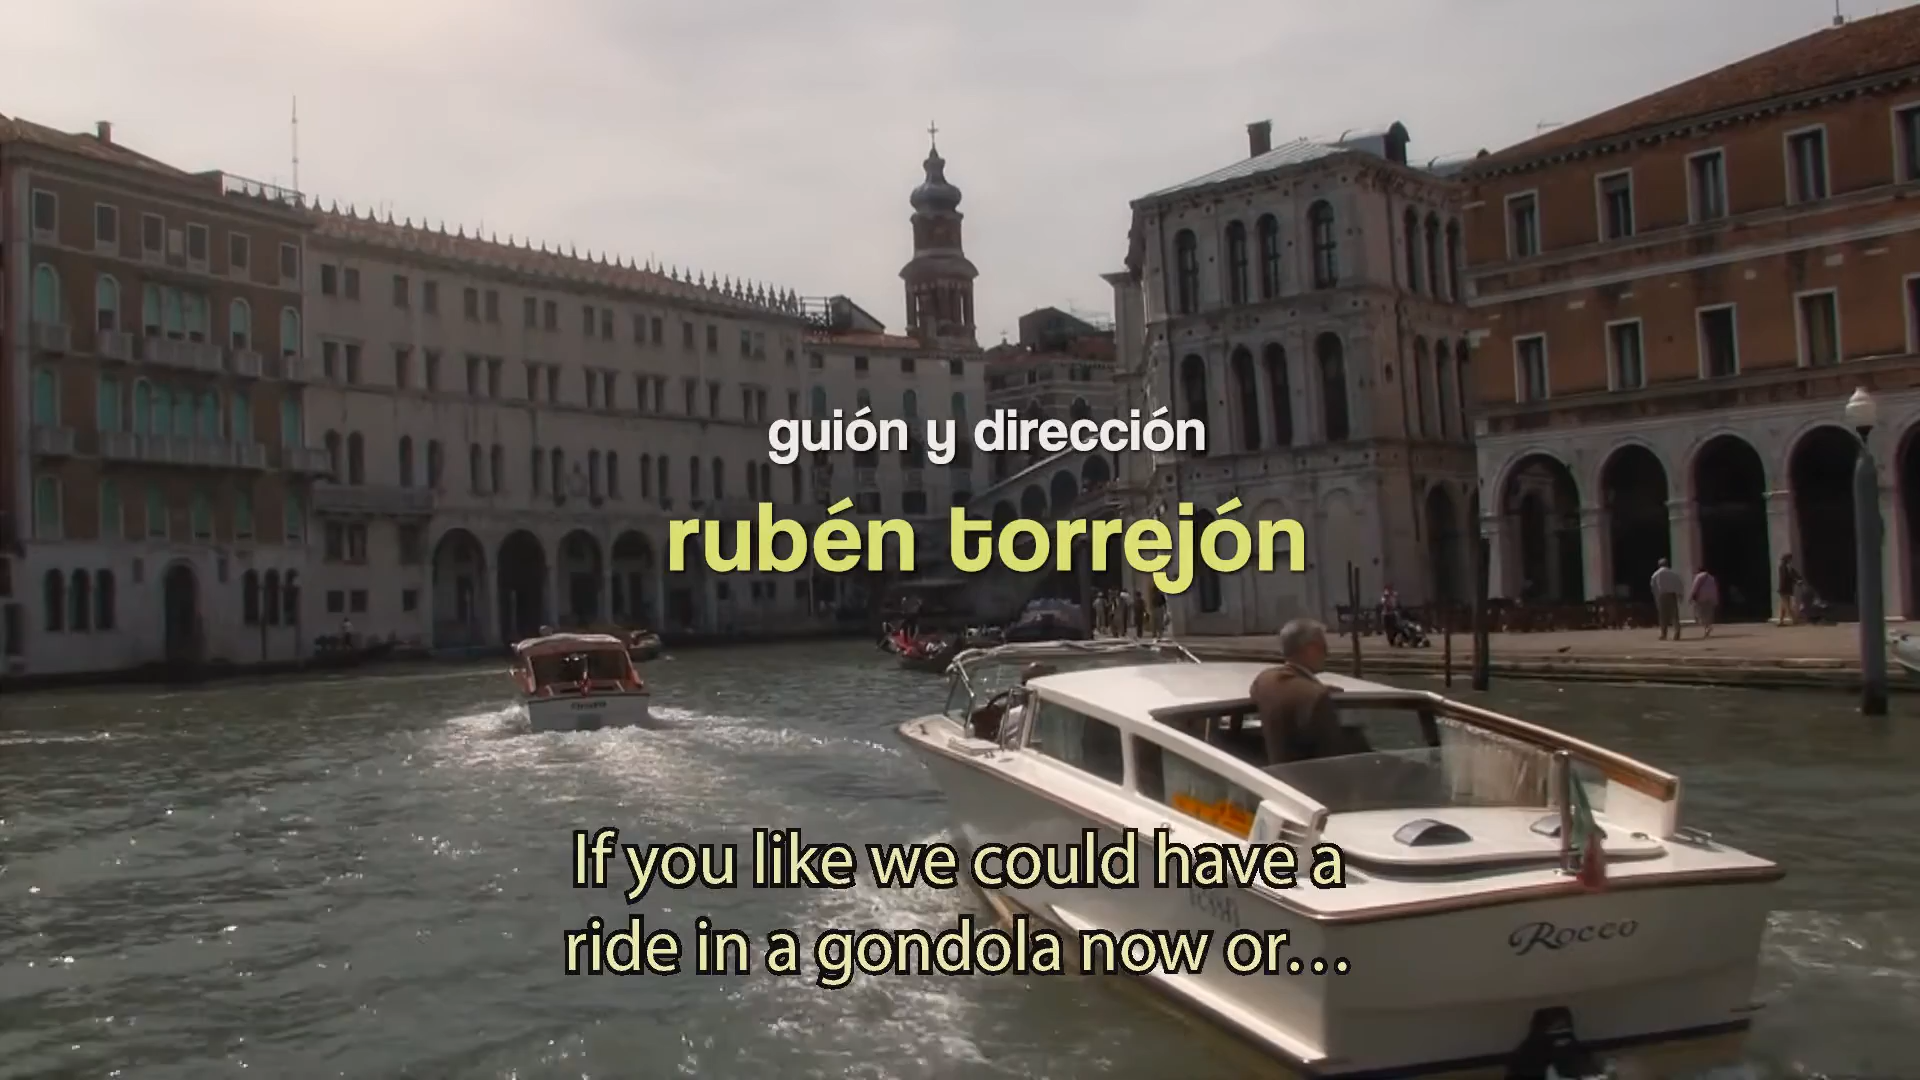 guión y dirección
rubén torrejón
If you like we could have a
ride in a gondola now or...
Rocco